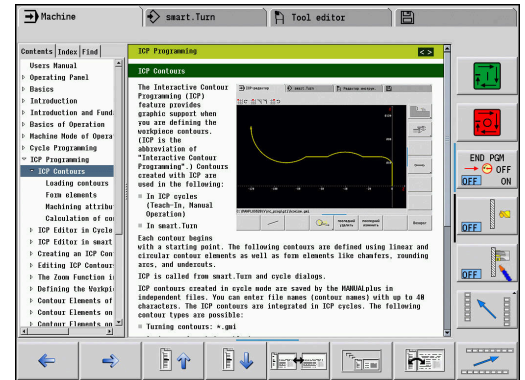 Machine
smart.Turn
Tool editor
Contents
Index
Find
Users Manual
Operating Panel
Basics
Introduction
Introduction and Fund
Basics of Operation
Machine Mode of Opera
Cycle Programming
ICP Programming
ICP Contours
Loading contours
Form elements
Machining attribu
Calculation of co
ICP Editor in Cycle
ICP Editor in smart
Creating an ICP Con
Editing ICP Contour
The Zoom Function i
Defining the Workpi
Contour Elements of
Contour Elements on
Contour Elements on
ICP Programming
ICP Contours
The Interactive Contour
Programming (ICP)
feature provides
graphic support when
you are defining the
workpiece contours.
(ICP is the
abbreviation of
"Interactive Contour
Programming".) Contours
created with ICP are
used in the following:
In ICP cycles
(Teach-In, Manual
Operation)
In smart.Turn
Each contour begins
with a starting point. The following contours are defined using linear and
circular contour elements as well as form elements like chamfers, rounding
arcs, and undercuts.
ICP is called from smart.Turn and cycle dialogs.
ICP contours created in cycle mode are saved by the MANUALplus in
independent files. You can enter file names (contour names) with up to 40
characters. The ICP contours are integrated in ICP cycles. The following
contour types are possible:
Turning contours: *.gmi
END PGM
OFF
OFF
ON
OFF
OFF